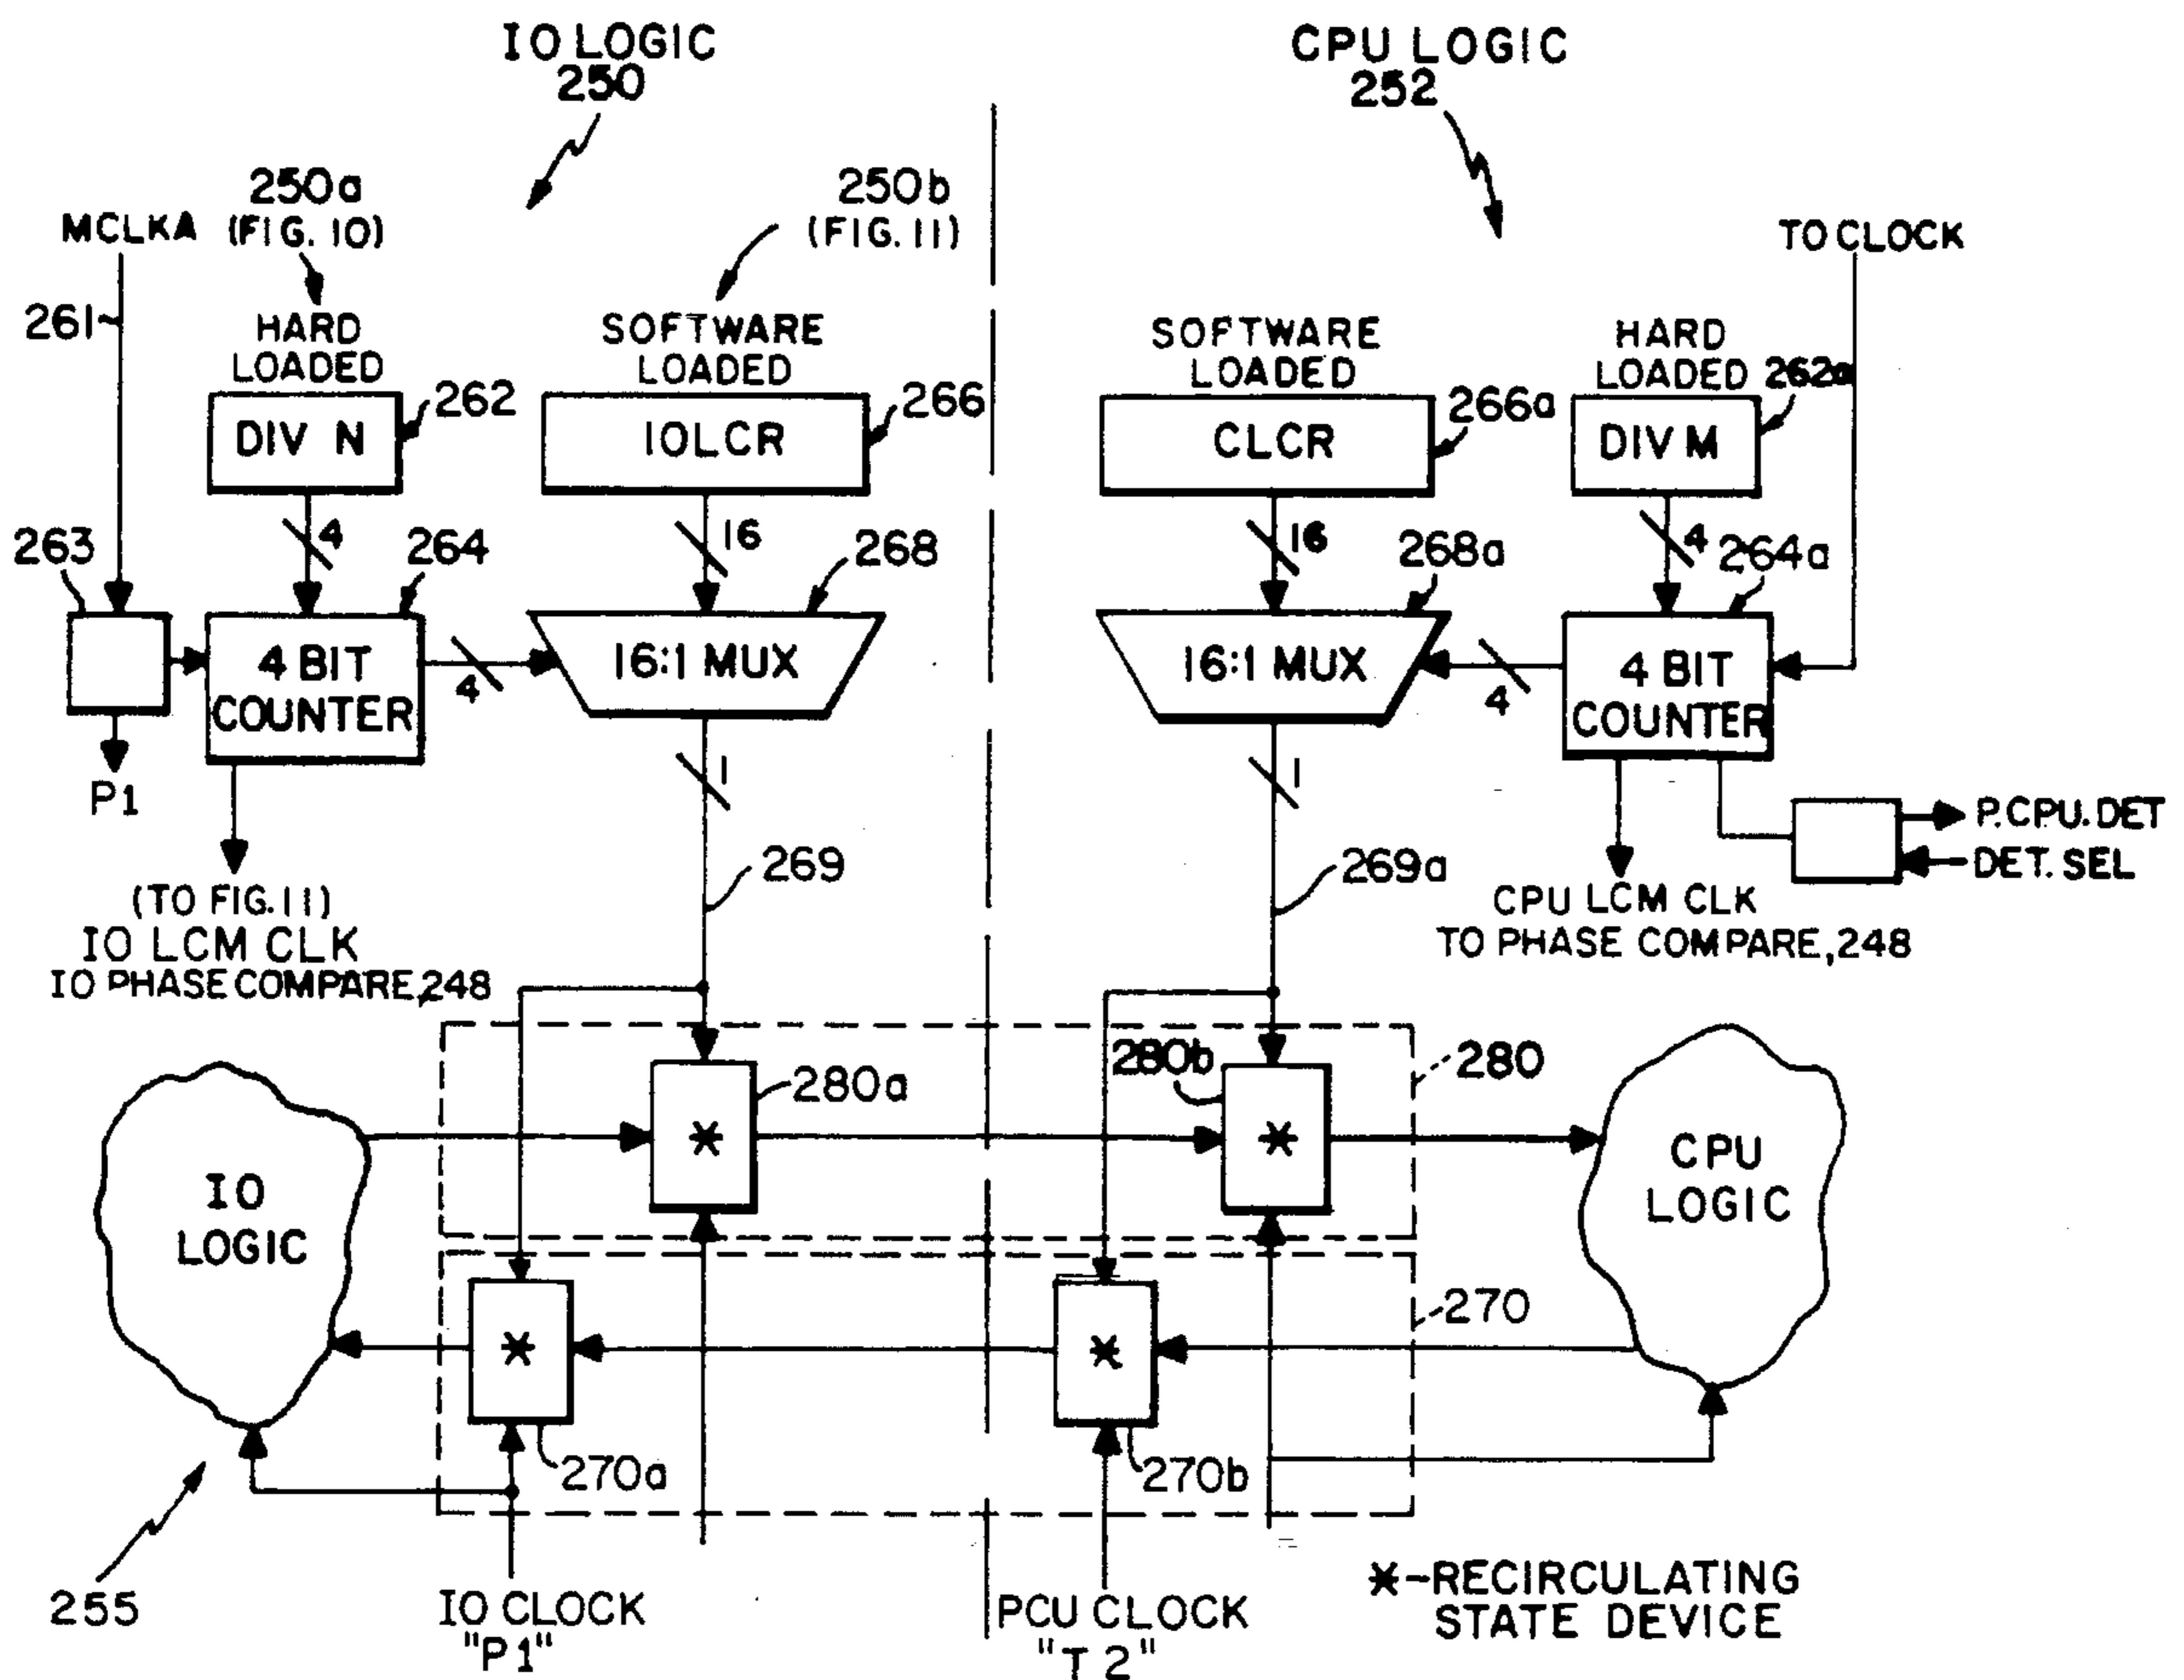 IO LOGIC
250
CPU LOGIC
252
250a
(FIG. 10)
250b
(FIG. 11)
MCLKA
TO CLOCK
261
HARD
LOADED
SOFTWARE
LOADED
SOFTWARE
LOADED
HARD
LOADED
262a
DIV N
262
IOLCR
266
CLCR
266a
DIV M
4
16
16
4
263
264
268
268a
264a
4 BIT
COUNTER
4
16:1 MUX
16:1 MUX
4
4 BIT
COUNTER
P1
1
1
P.CPU.DET
DET. SEL
269
269a
(TO FIG. 11)
IO LCM CLK
IO PHASE COMPARE, 248
CPU LCM CLK
TO PHASE COMPARE, 248
280a
280b
280
*
*
IO
LOGIC
CPU
LOGIC
270
*
*
270a
270b
255
IO CLOCK
"P1"
PCU CLOCK
"T2"
*-RECIRCULATING
STATE DEVICE